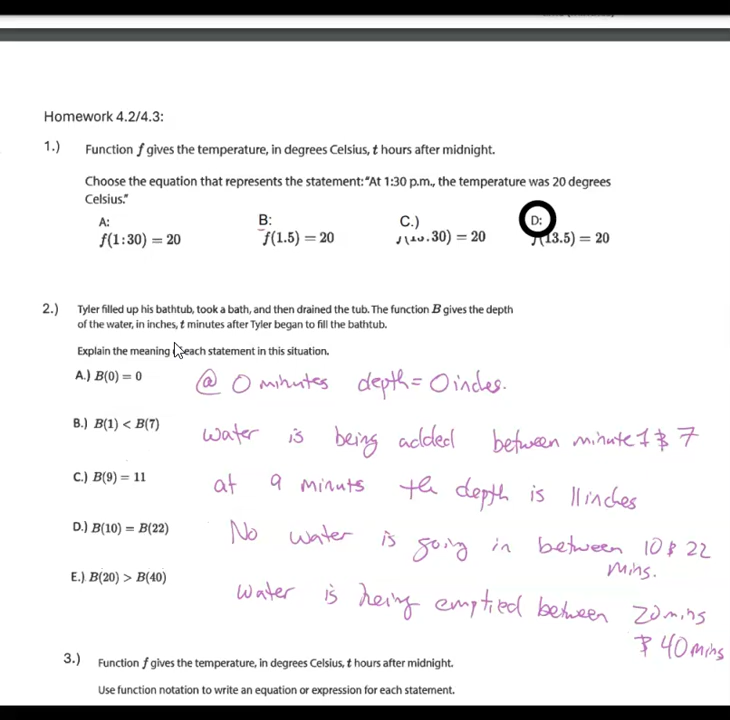 Homework 4.2/4.3:
1.) Function f gives the temperature, in degrees Celsius, t hours after midnight.
Choose the equation that represents the statement: "At 1:30 p.m., the temperature was 20 degrees
Celsius."
A: B: C.) D:
f(1:30) = 20 f(1.5) = 20 .30) = 20 f(13.5) = 20
2.) Tyler filled up his bathtub, took a bath, and then drained the tub. The function B gives the depth
of the water, in inches, t minutes after Tyler began to fill the bathtub.
Explain the meaning each statement in this situation.
A.) B(0) = 0 @ 0 minutes depth = 0 inches.
B.) B(1) < B(7) water is being added between minute 1 & 7
C.) B(9) = 11 at 9 minuts the depth is 11 inches
D.) B(10) = B(22) No water is going in between 10 & 22
mins.
E.) B(20) > B(40) water is being emptied between 20 mins
& 40 mins
3.) Function f gives the temperature, in degrees Celsius, t hours after midnight.
Use function notation to write an equation or expression for each statement.